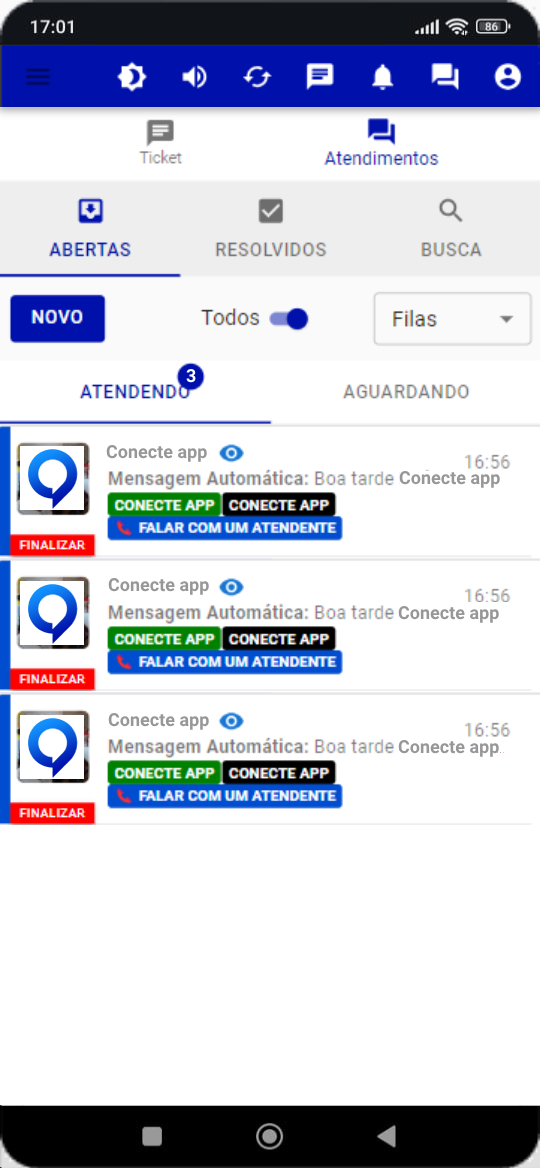 17:01
86
Ticket
Atendimentos
ABERTAS
RESOLVIDOS
BUSCA
NOVO
Todos
Filas
ATENDENDO
3
AGUARDANDO
Conecte app
16:56
Mensagem Automática: Boa tarde Conecte app
CONECTE APP CONECTE APP
FALAR COM UM ATENDENTE
FINALIZAR
Conecte app
16:56
Mensagem Automática: Boa tarde Conecte app
CONECTE APP CONECTE APP
FALAR COM UM ATENDENTE
FINALIZAR
Conecte app
16:56
Mensagem Automática: Boa tarde Conecte app
CONECTE APP CONECTE APP
FALAR COM UM ATENDENTE
FINALIZAR